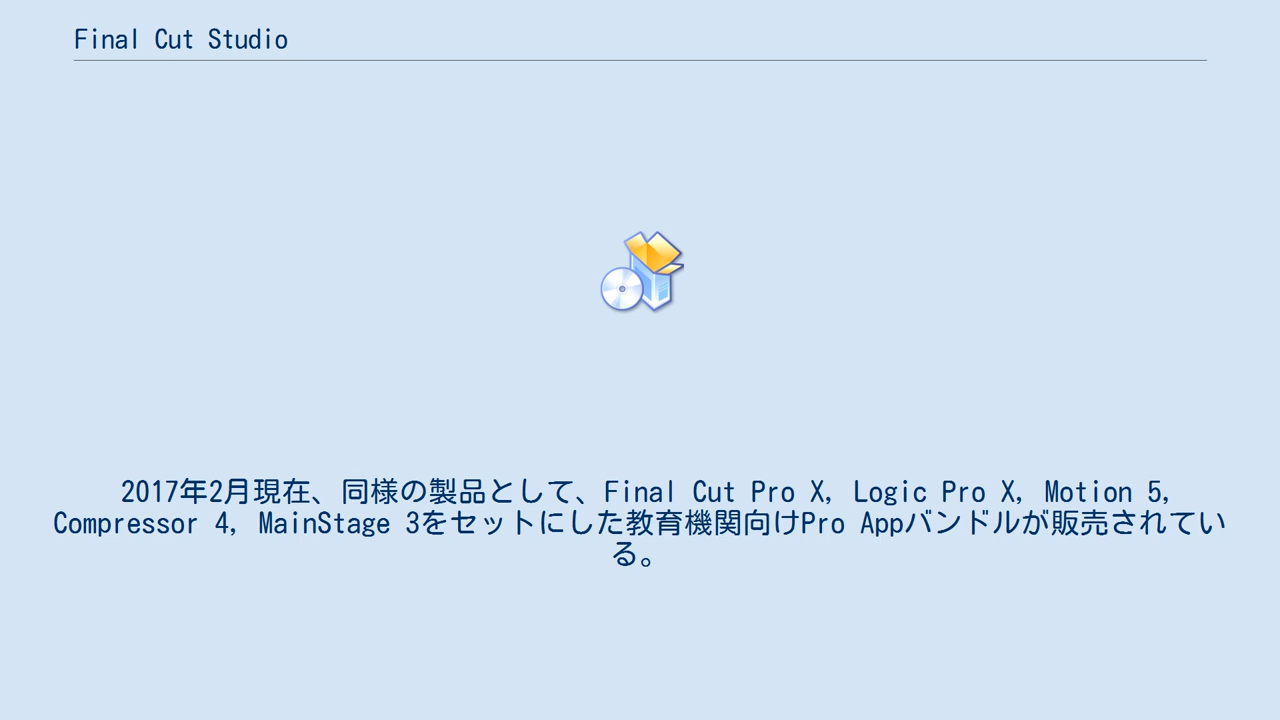 Final Cut Studio
2017年2月現在、同様の製品として、Final Cut Pro X, Logic Pro X, Motion 5,
Compressor 4, MainStage 3をセットにした教育機関向けPro Appバンドルが販売されてい
る。